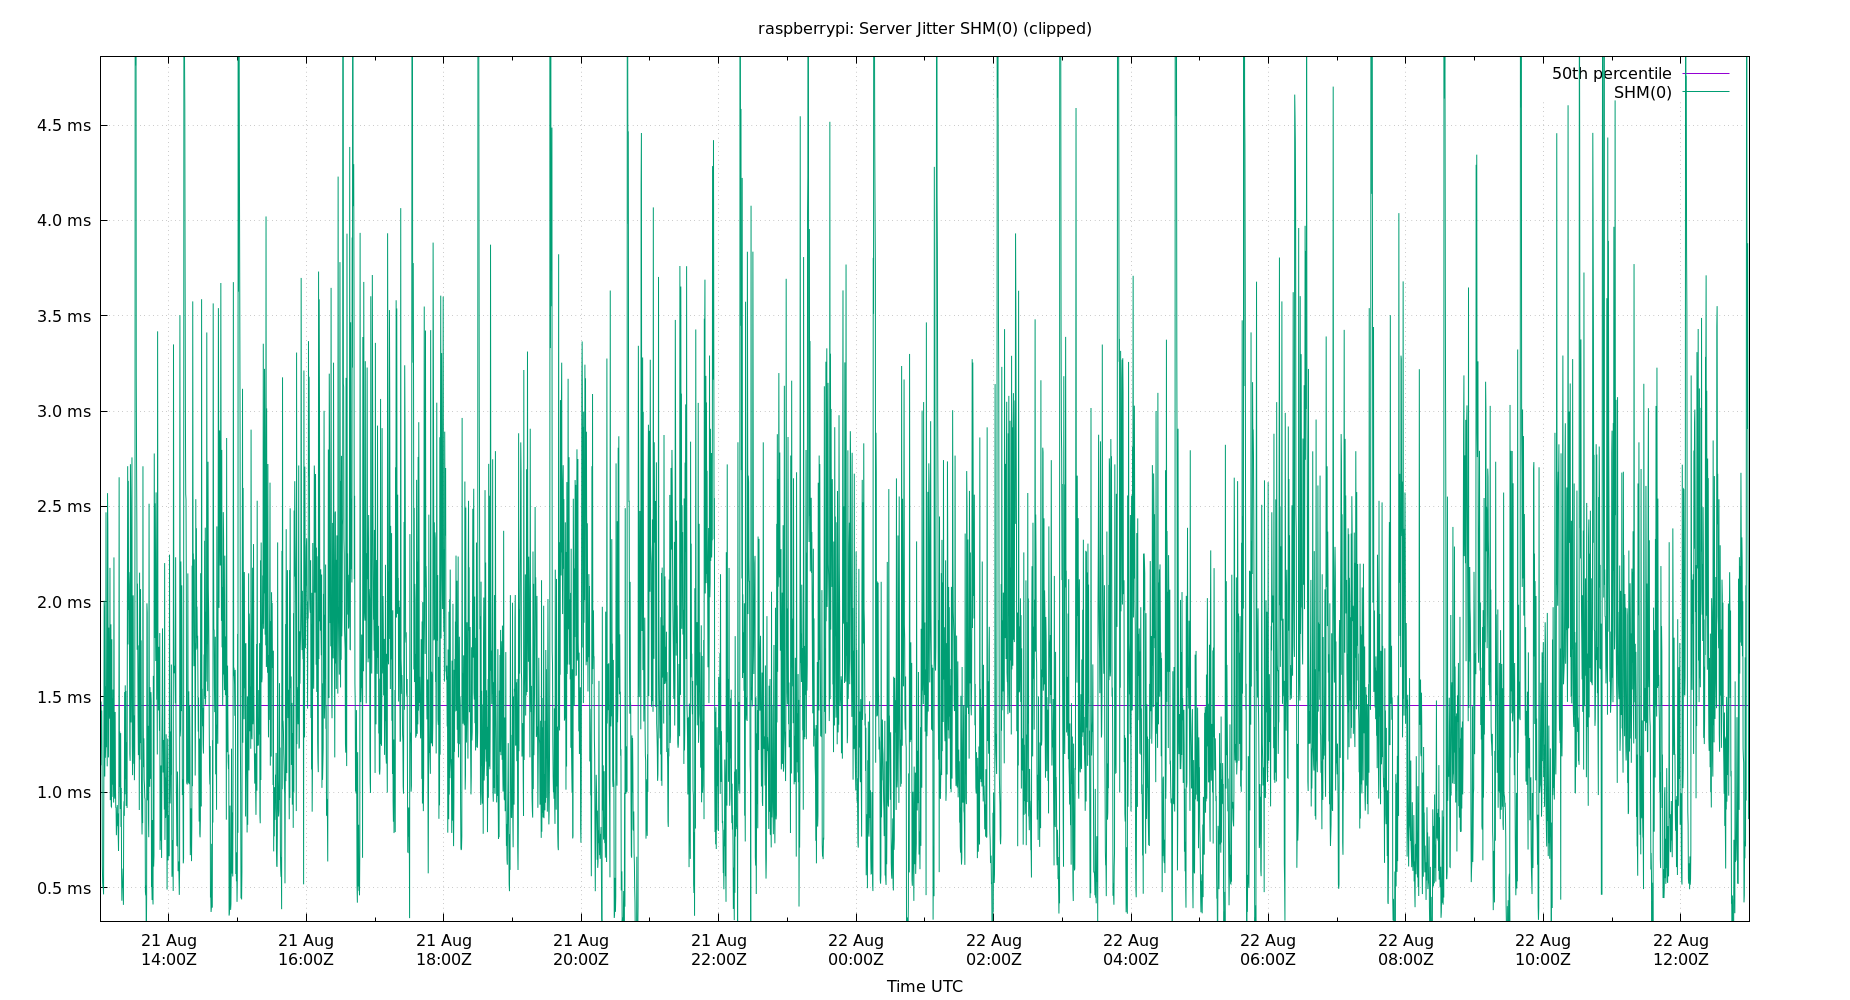 raspberrypi: Server Jitter SHM(0) (clipped)
50th percentile
SHM(0)
4.5 ms
4.0 ms
3.5 ms
3.0 ms
2.5 ms
2.0 ms
1.5 ms
1.0 ms
0.5 ms
21 Aug 21 Aug 21 Aug 21 Aug 21 Aug 22 Aug 22 Aug 22 Aug 22 Aug 22 Aug 22 Aug 22 Aug
14:00Z 16:00Z 18:00Z 20:00Z 22:00Z 00:00Z 02:00Z 04:00Z 06:00Z 08:00Z 10:00Z 12:00Z
Time UTC